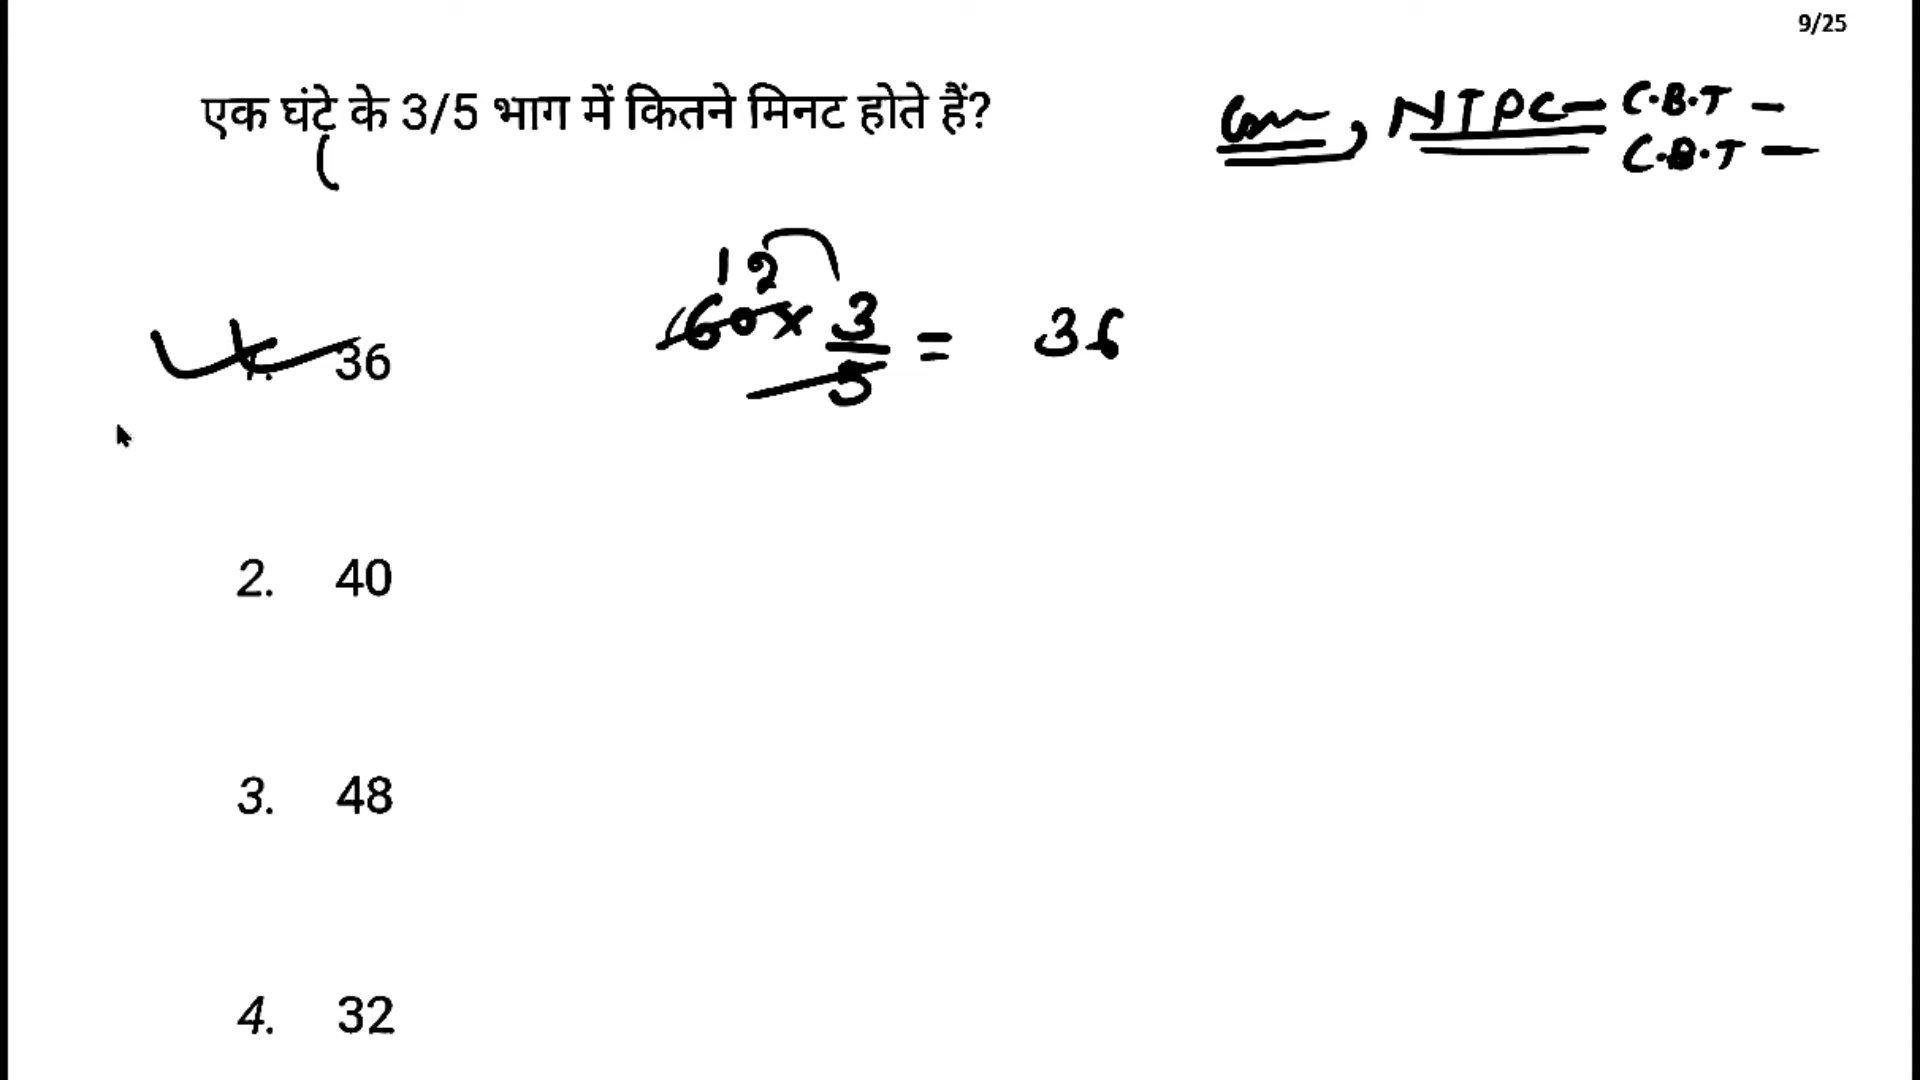 9/25
एक घंटे के 3/5 भाग में कितने मिनट होते हैं?
NTPC - C.B.T -
C.B.T -
12
60 x 3/5 = 36
1. 36
2. 40
3. 48
4. 32